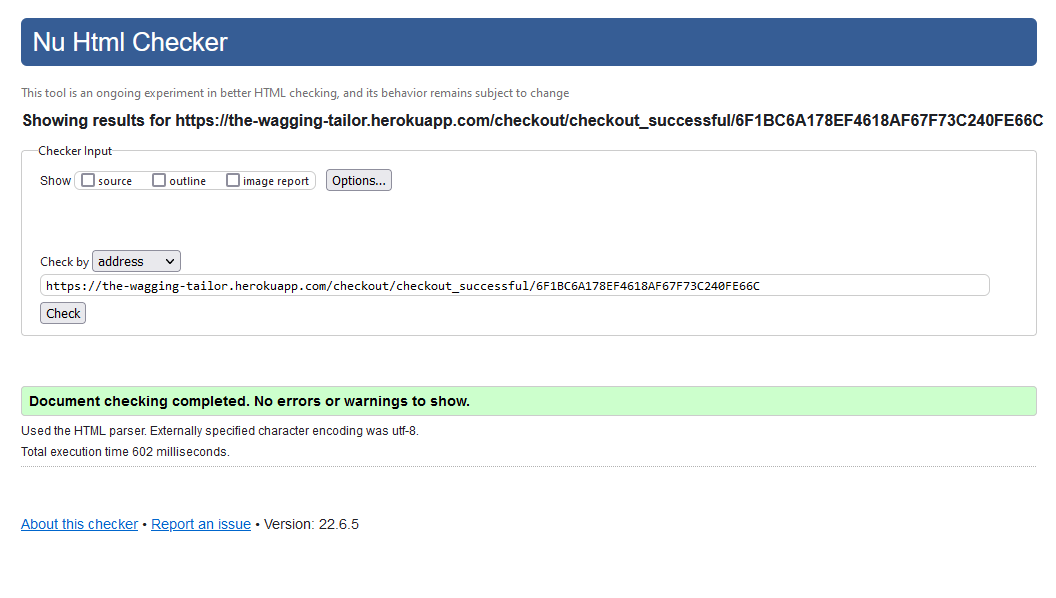 Nu Html Checker
This tool is an ongoing experiment in better HTML checking, and its behavior remains subject to change
Showing results for https://the-wagging-tailor.herokuapp.com/checkout/checkout_successful/6F1BC6A178EF4618AF67F73C240FE66C
Checker Input
Show source outline image report Options...
Check by address
https://the-wagging-tailor.herokuapp.com/checkout/checkout_successful/6F1BC6A178EF4618AF67F73C240FE66C
Check
Document checking completed. No errors or warnings to show.
Used the HTML parser. Externally specified character encoding was utf-8.
Total execution time 602 milliseconds.
About this checker • Report an issue • Version: 22.6.5